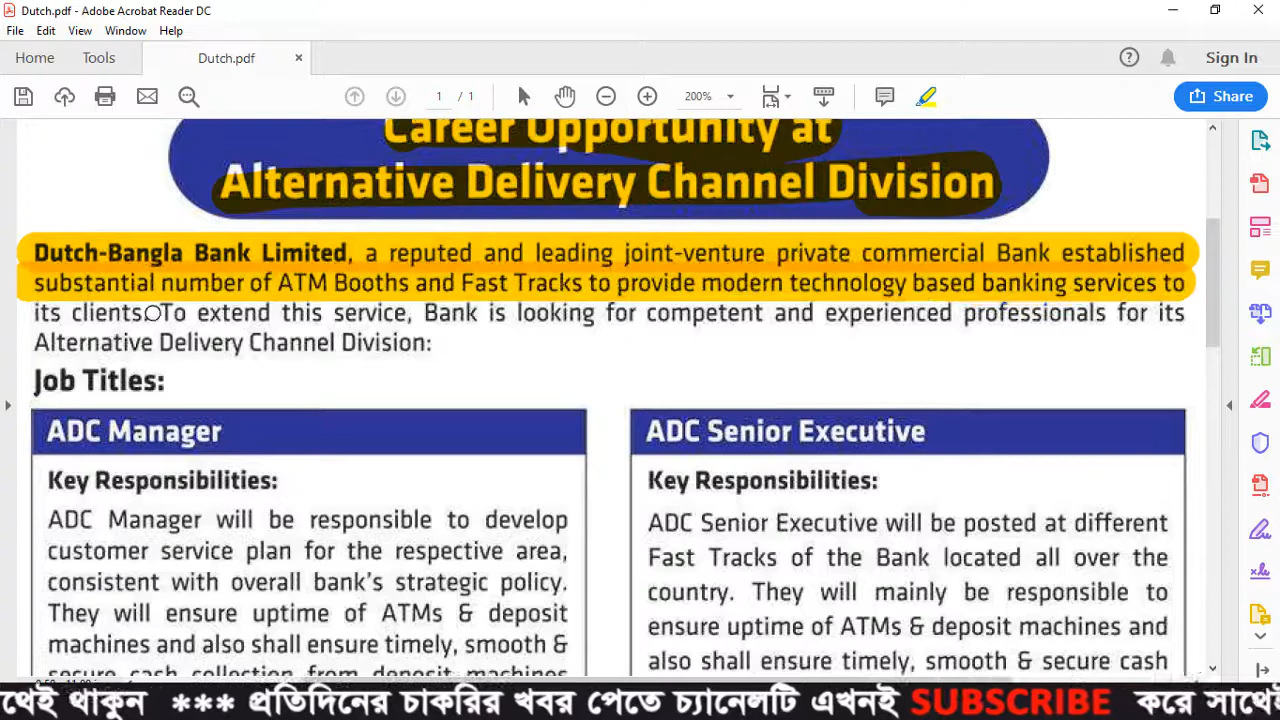 Dutch.pdf - Adobe Acrobat Reader DC
File Edit View Window Help
Home Tools Dutch.pdf
1 / 1 200% Share
Sign In
Career Opportunity at
Alternative Delivery Channel Division
Dutch-Bangla Bank Limited, a reputed and leading joint-venture private commercial Bank established
substantial number of ATM Booths and Fast Tracks to provide modern technology based banking services to
its clients. To extend this service, Bank is looking for competent and experienced professionals for its
Alternative Delivery Channel Division:
Job Titles:
ADC Manager
Key Responsibilities:
ADC Manager will be responsible to develop
customer service plan for the respective area,
consistent with overall bank's strategic policy.
They will ensure uptime of ATMs & deposit
machines and also shall ensure timely, smooth &
secure cash collection from deposit machines
ADC Senior Executive
Key Responsibilities:
ADC Senior Executive will be posted at different
Fast Tracks of the Bank located all over the
country. They will mainly be responsible to
ensure uptime of ATMs & deposit machines and
also shall ensure timely, smooth & secure cash
থেই থাকুন *** প্রতিদিনের চাকরির খবর পেতে চ্যানেলটি এখনই SUBSCRIBE করে সাথেই